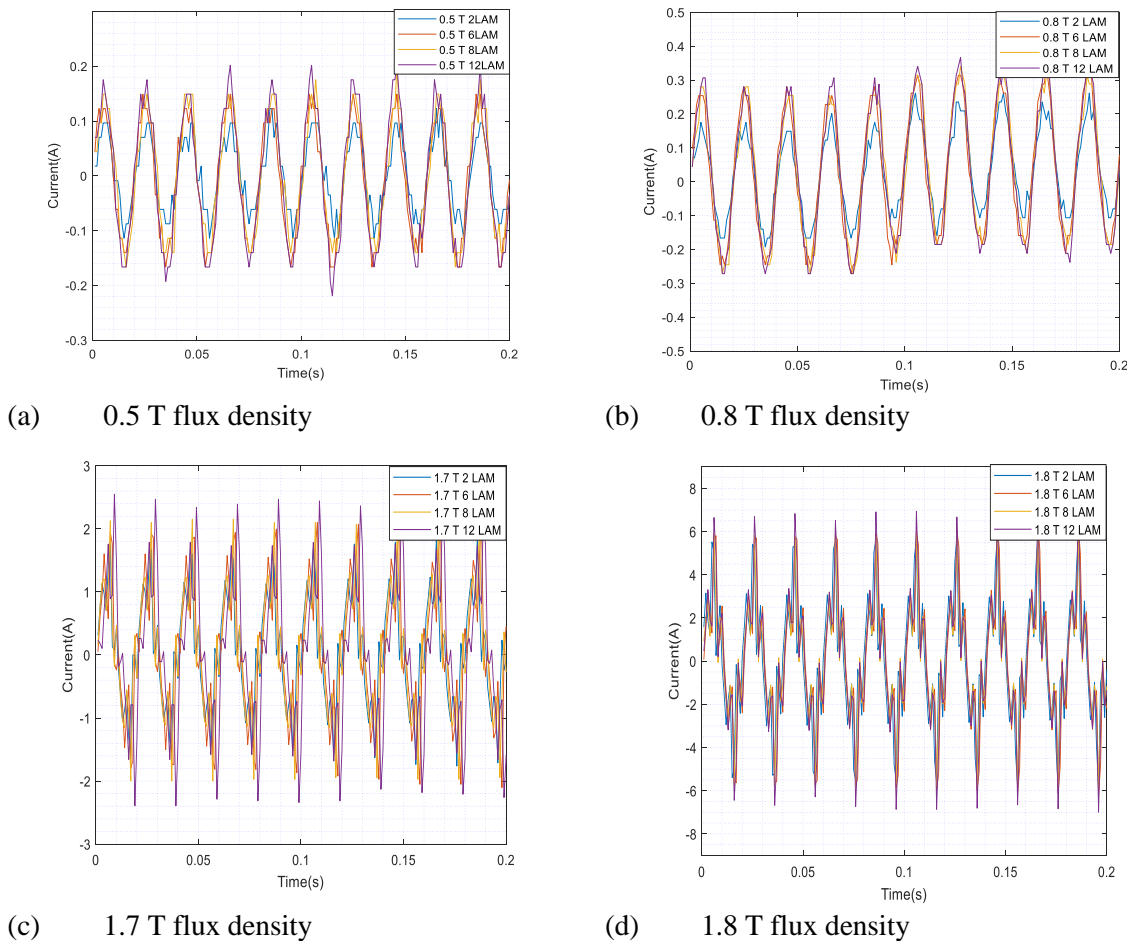 0.5 T 2LAM
0.5 T 6LAM
0.5 T 8LAM
0.5 T 12LAM
0.2
0.1
0
-0.1
-0.2
-0.3
Current(A)
0
0.05
0.1
0.15
0.2
Time(s)
(a) 0.5 T flux density
0.8 T 2 LAM
0.8 T 6 LAM
0.8 T 8 LAM
0.8 T 12 LAM
0.5
0.4
0.3
0.2
0.1
0
-0.1
-0.2
-0.3
-0.4
-0.5
Current(A)
0
0.05
0.1
0.15
0.2
Time(s)
(b) 0.8 T flux density
1.7 T 2 LAM
1.7 T 6 LAM
1.7 T 8 LAM
1.7 T 12 LAM
3
2
1
0
-1
-2
-3
Current(A)
0
0.05
0.1
0.15
0.2
Time(s)
(c) 1.7 T flux density
1.8 T 2 LAM
1.8 T 6 LAM
1.8 T 8 LAM
1.8 T 12 LAM
8
6
4
2
0
-2
-4
-6
-8
Current(A)
0
0.05
0.1
0.15
0.2
Time(s)
(d) 1.8 T flux density